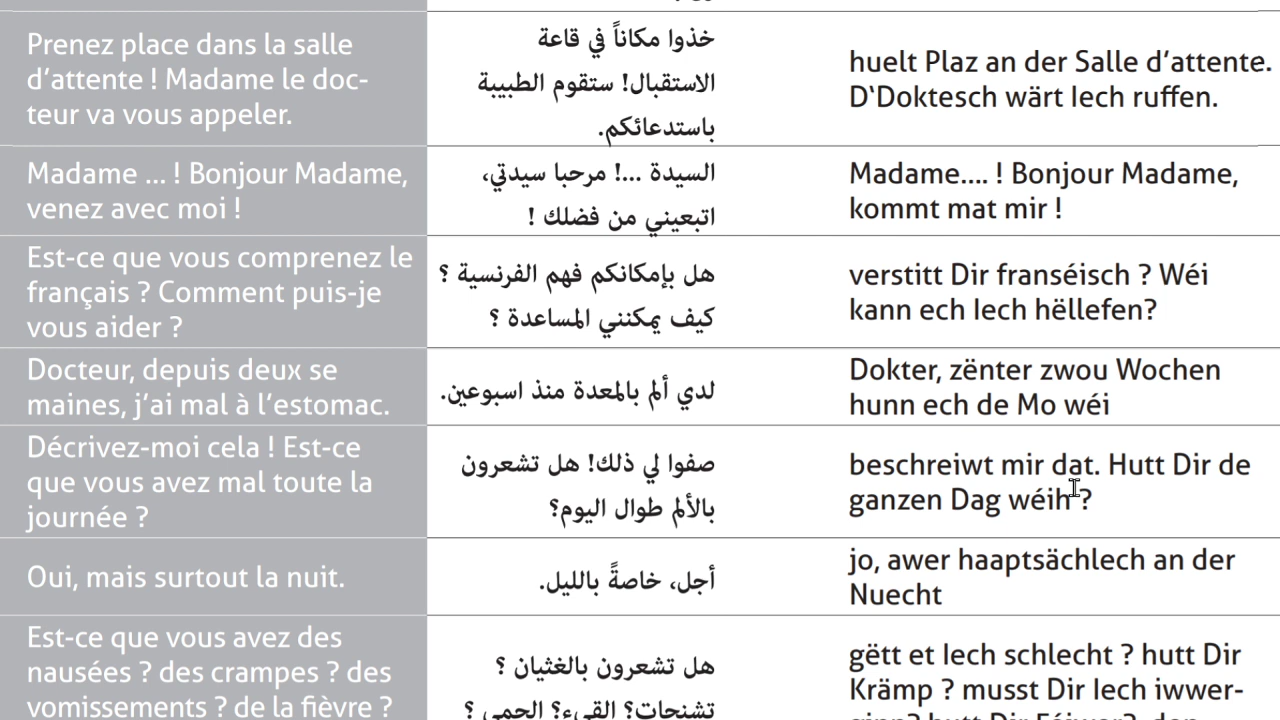 Prenez place dans la salle
d'attente ! Madame le doc-
teur va vous appeler.
خذوا مكاناً في قاعة
الاستقبال! ستقوم الطبيبة
باستدعائكم.
huelt Plaz an der Salle d'attente.
D'Doktesch wärt Iech ruffen.
Madame ... ! Bonjour Madame,
venez avec moi !
السيدة ...! مرحبا سيدتي،
اتبعيني من فضلك !
Madame.... ! Bonjour Madame,
kommt mat mir !
Est-ce que vous comprenez le
français ? Comment puis-je
vous aider ?
هل بإمكانكم فهم الفرنسية ؟
كيف يمكنني المساعدة ؟
verstitt Dir franséisch ? Wéi
kann ech Iech hëllefen?
Docteur, depuis deux se
maines, j'ai mal à l'estomac.
لدي ألم بالمعدة منذ اسبوعين.
Dokter, zënter zwou Wochen
hunn ech de Mo wéi
Décrivez-moi cela ! Est-ce
que vous avez mal toute la
journée ?
صفوا لي ذلك! هل تشعرون
بالألم طوال اليوم؟
beschreiwt mir dat. Hutt Dir de
ganzen Dag wéih ?
Oui, mais surtout la nuit.
أجل، خاصةً بالليل.
jo, awer haaptsächlech an der
Nuecht
Est-ce que vous avez des
nausées ? des crampes ? des
vomissements ? de la fièvre ?
هل تشعرون بالغثيان ؟
تشنجات؟ القيء؟ الحمى ؟
gëtt et Iech schlecht ? hutt Dir
Krämp ? musst Dir Iech iwwer-